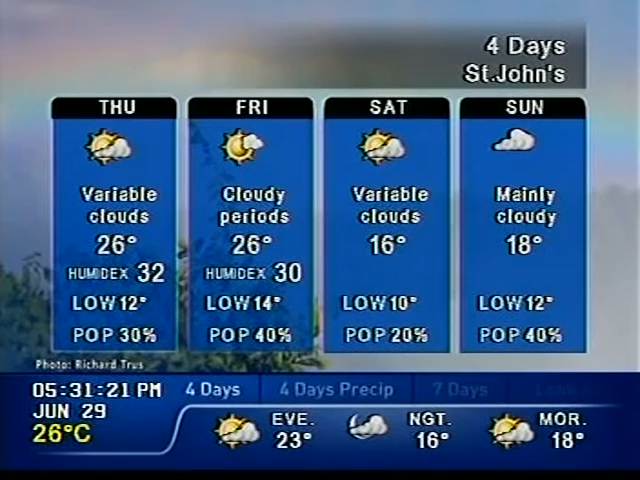 4 Days
St.John's
THU
FRI
SAT
SUN
Variable
clouds
26°
HUMIDEX 32
LOW 12°
POP 30%
Cloudy
periods
26°
HUMIDEX 30
LOW 14°
POP 40%
Variable
clouds
16°
LOW 10°
POP 20%
Mainly
cloudy
18°
LOW 12°
POP 40%
Photo: Richard Trus
05:31:21 PM
4 Days
4 Days Precip
7 Days
JUN 29
26°C
EVE.
23°
NGT.
16°
MOR.
18°